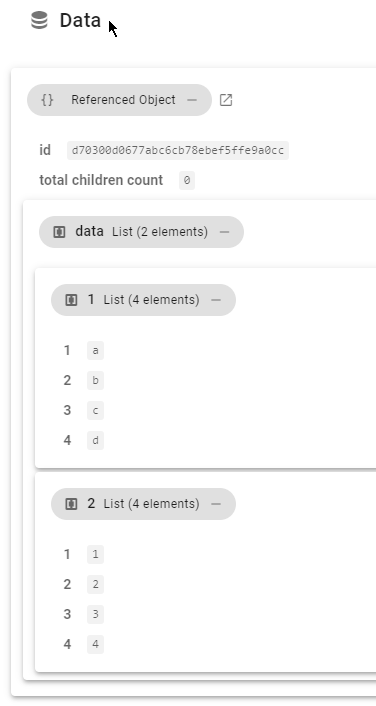 Data
{} Referenced Object —
id d70300d0677abc6cb78ebef5ffe9a0cc
total children count 0
data List (2 elements) —
1 List (4 elements) —
1 a
2 b
3 c
4 d
2 List (4 elements) —
1 1
2 2
3 3
4 4